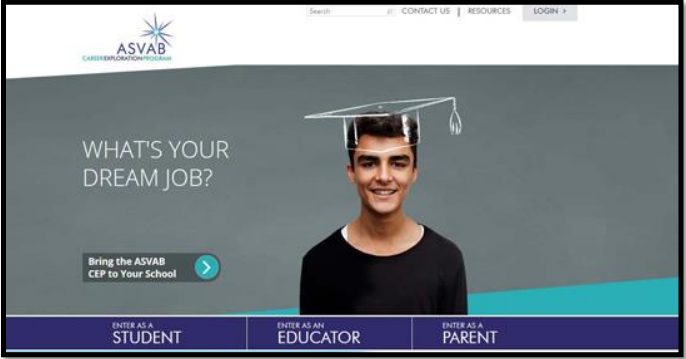 Search CONTACT US | RESOURCES LOGIN >
ASVAB
CAREER EXPLORATION PROGRAM
WHAT'S YOUR
DREAM JOB?
Bring the ASVAB
CEP to Your School
ENTER AS A
STUDENT
ENTER AS AN
EDUCATOR
ENTER AS A
PARENT